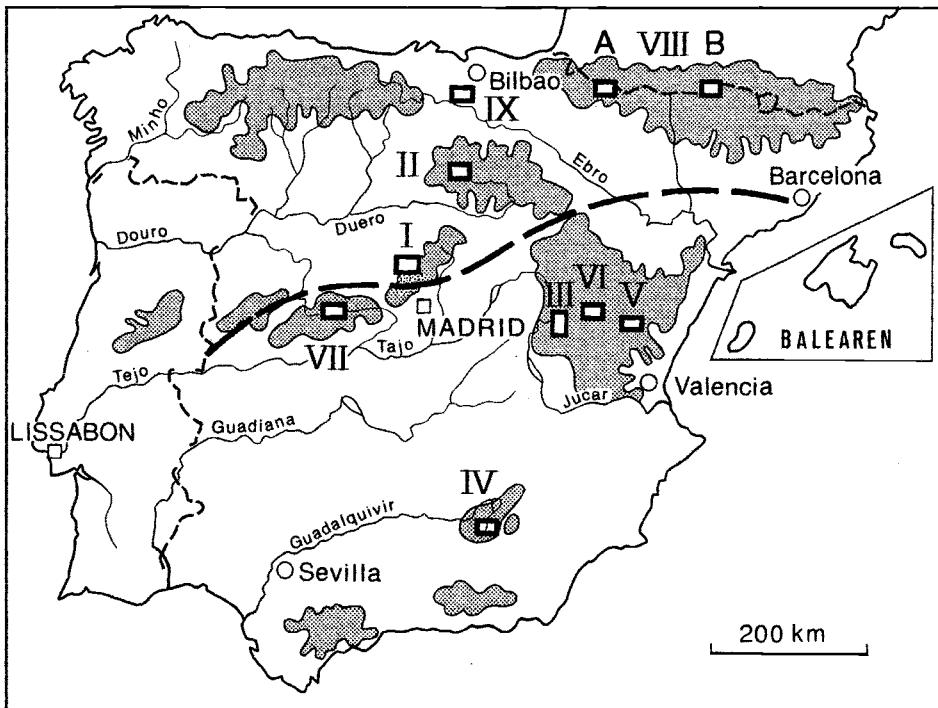 A VIII B
Bilbao
IX
Minho
II
Ebro
Barcelona
Duero
Douro
I
VI
III
V
MADRID
BALEAREN
VII
Tajo
Tejo
Valencia
Jucar
Guadiana
LISSABON
IV
Guadalquivir
Sevilla
200 km